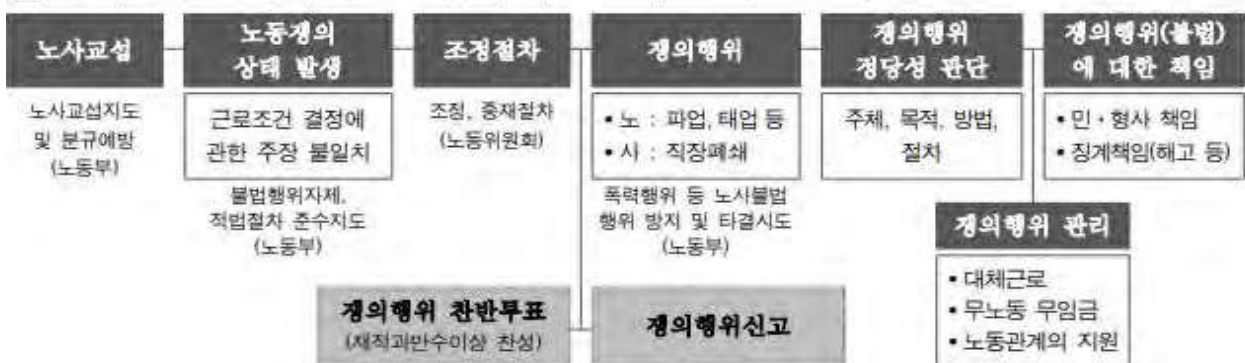 노사교섭
노사교섭지도
및 분규예방
(노동부)
노동쟁의
상태 발생
근로조건 결정에
관한 주장 불일치
불법행위자제,
적법절차 준수지도
(노동부)
조정절차
조정, 중재절차
(노동위원회)
쟁의행위
• 노 : 파업, 태업 등
• 사 : 직장폐쇄
폭력행위 등 노사불법
행위 방지 및 타결시도
(노동부)
쟁의행위
정당성 판단
주체, 목적, 방법,
절차
쟁의행위(불법)
에 대한 책임
• 민·형사 책임
• 징계책임(해고 등)
쟁의행위 찬반투표
(재적과반수이상 찬성)
쟁의행위신고
쟁의행위 관리
• 대체근로
• 무노동 무임금
• 노동관계의 지원